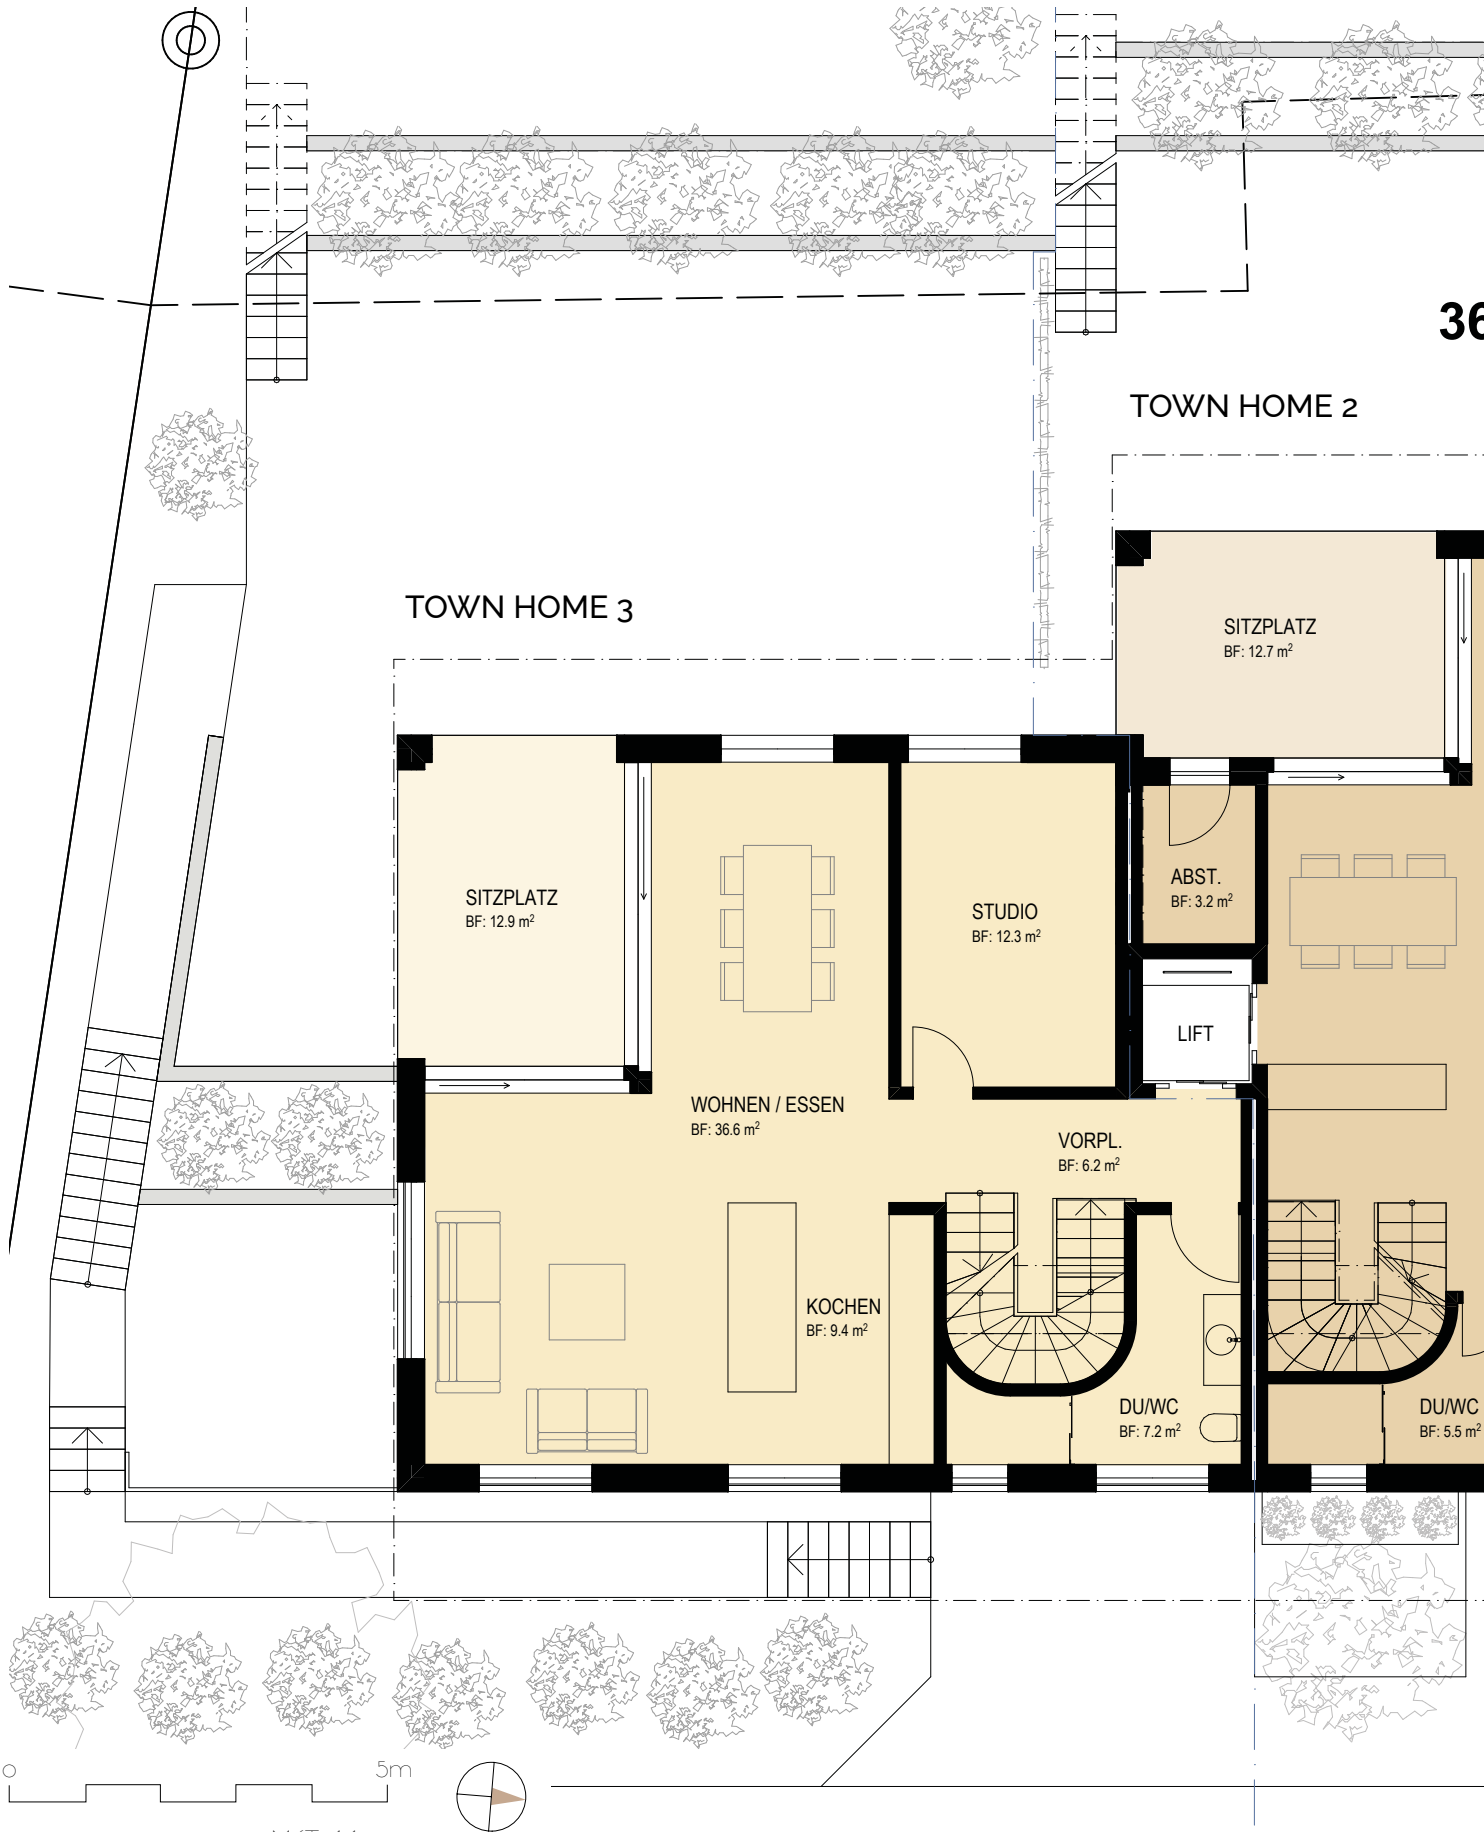 36
TOWN HOME 2
TOWN HOME 3
SITZPLATZ
BF: 12.7 m²
SITZPLATZ
BF: 12.9 m²
STUDIO
BF: 12.3 m²
ABST.
BF: 3.2 m²
LIFT
WOHNEN / ESSEN
BF: 36.6 m²
VORPL.
BF: 6.2 m²
KOCHEN
BF: 9.4 m²
DU/WC
BF: 7.2 m²
DU/WC
BF: 5.5 m²
0
5m